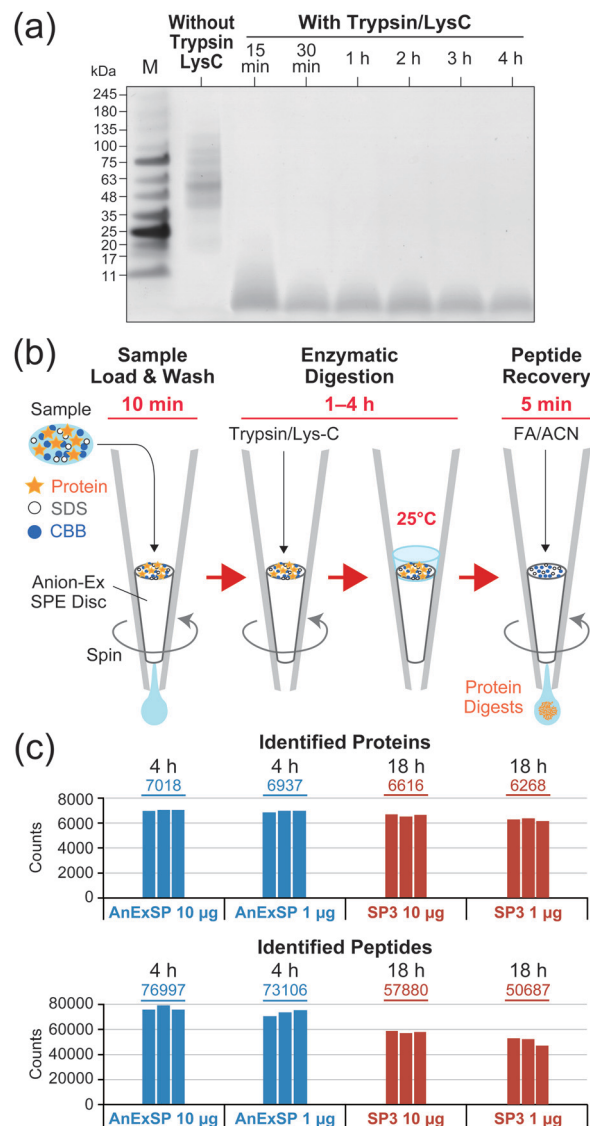 (a)
Without
Trypsin
LysC
With Trypsin/LysC
15
min
30
min
1 h
2 h
3 h
4 h
kDa
M
245
180
135
100
75
63
48
35
25
20
17
11
(b)
Sample
Load & Wash
10 min
Enzymatic
Digestion
1–4 h
Peptide
Recovery
5 min
Sample
Trypsin/Lys-C
FA/ACN
Protein
SDS
CBB
25°C
Anion-Ex
SPE Disc
Spin
Protein
Digests
(c)
Identified Proteins
4 h 4 h 18 h 18 h
7018 6937 6616 6268
8000
6000
4000
2000
0
Counts
AnExSP 10 µg AnExSP 1 µg SP3 10 µg SP3 1 µg
Identified Peptides
4 h 4 h 18 h 18 h
76997 73106 57880 50687
80000
60000
40000
20000
0
Counts
AnExSP 10 µg AnExSP 1 µg SP3 10 µg SP3 1 µg